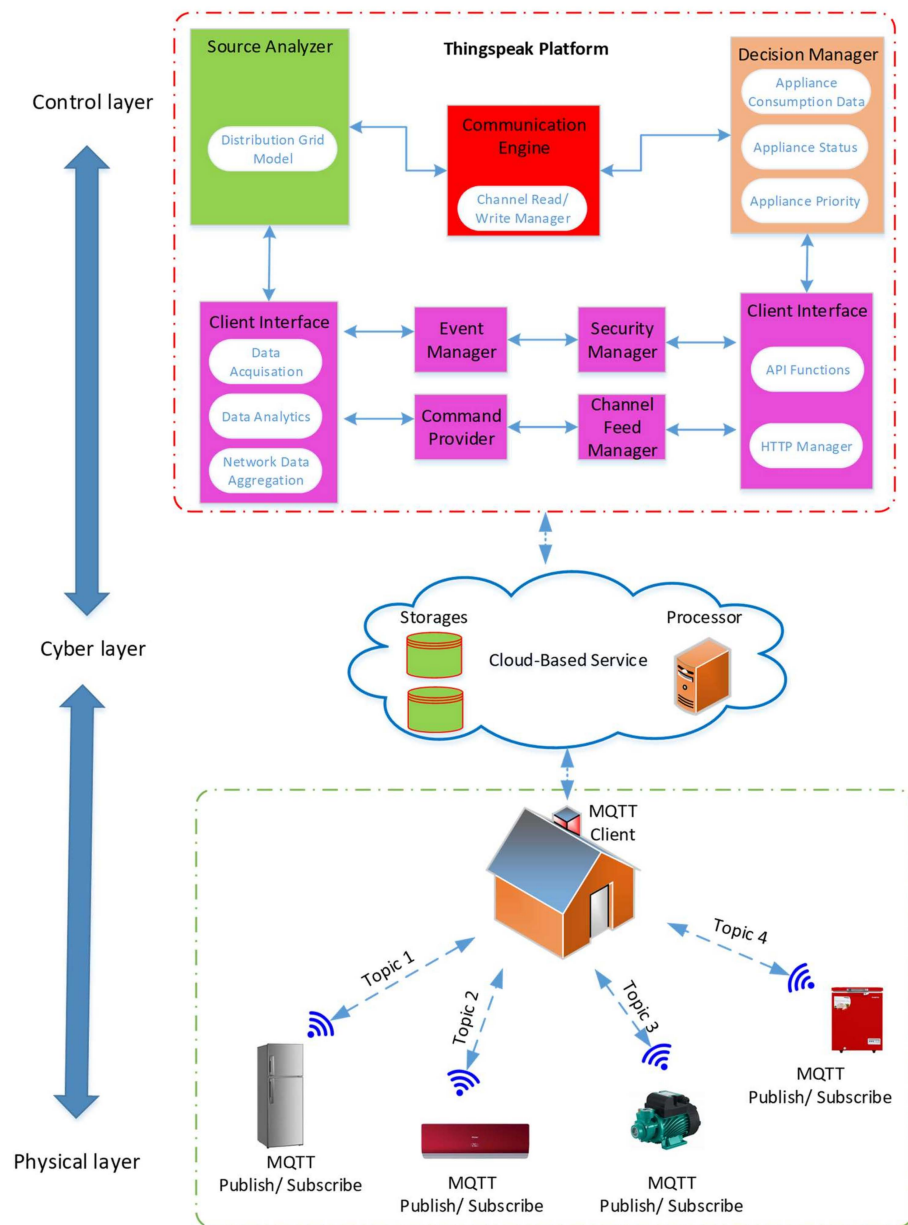 Control layer
Cyber layer
Physical layer
Thingspeak Platform
Source Analyzer
Distribution Grid
Model
Communication
Engine
Channel Read/
Write Manager
Decision Manager
Appliance
Consumption Data
Appliance Status
Appliance Priority
Client Interface
Data
Acquisation
Data Analytics
Network Data
Aggregation
Event
Manager
Security
Manager
Command
Provider
Channel
Feed
Manager
Client Interface
API Functions
HTTP Manager
Storages
Cloud-Based Service
Processor
MQTT
Client
Topic 1
Topic 2
Topic 3
Topic 4
MQTT
Publish/ Subscribe
MQTT
Publish/ Subscribe
MQTT
Publish/ Subscribe
MQTT
Publish/ Subscribe